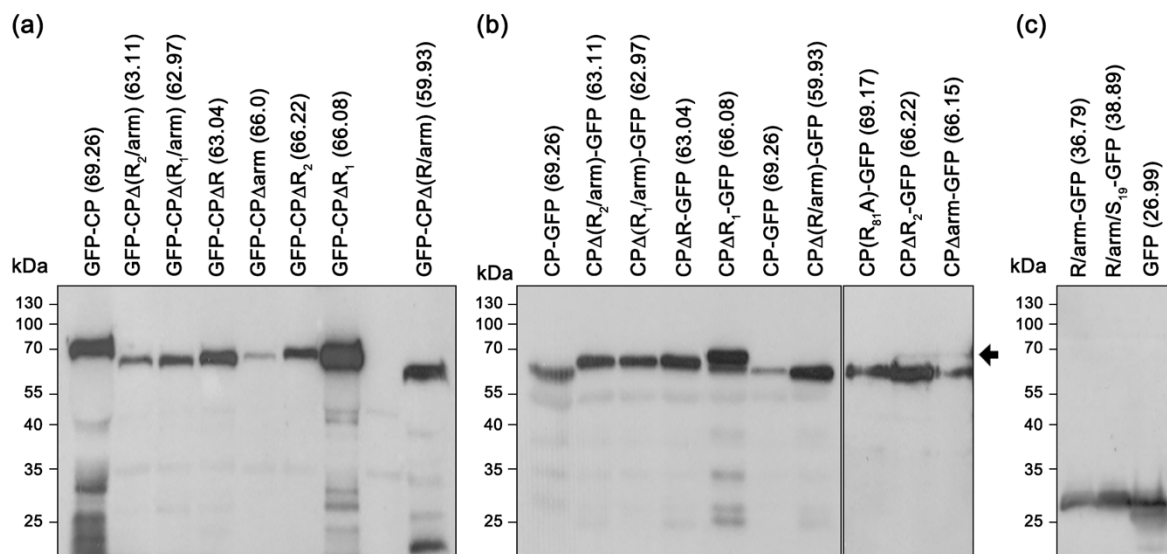 (a)
GFP-CP (69.26)
GFP-CPΔ(R₂/arm) (63.11)
GFP-CPΔ(R₁/arm) (62.97)
GFP-CPΔR (63.04)
GFP-CPΔarm (66.0)
GFP-CPΔR₂ (66.22)
GFP-CPΔR₁ (66.08)
GFP-CPΔ(R/arm) (59.93)
kDa
130
100
70
55
40
35
25
(b)
CP-GFP (69.26)
CPΔ(R₂/arm)-GFP (63.11)
CPΔ(R₁/arm)-GFP (62.97)
CPΔR-GFP (63.04)
CPΔR₁-GFP (66.08)
CP-GFP (69.26)
CPΔ(R/arm)-GFP (59.93)
CP(R₈₁A)-GFP (69.17)
CPΔR₂-GFP (66.22)
CPΔarm-GFP (66.15)
kDa
130
100
70
55
40
35
25
(c)
R/arm-GFP (36.79)
R/arm/S₁₉-GFP (38.89)
GFP (26.99)
kDa
130
100
70
55
40
35
25